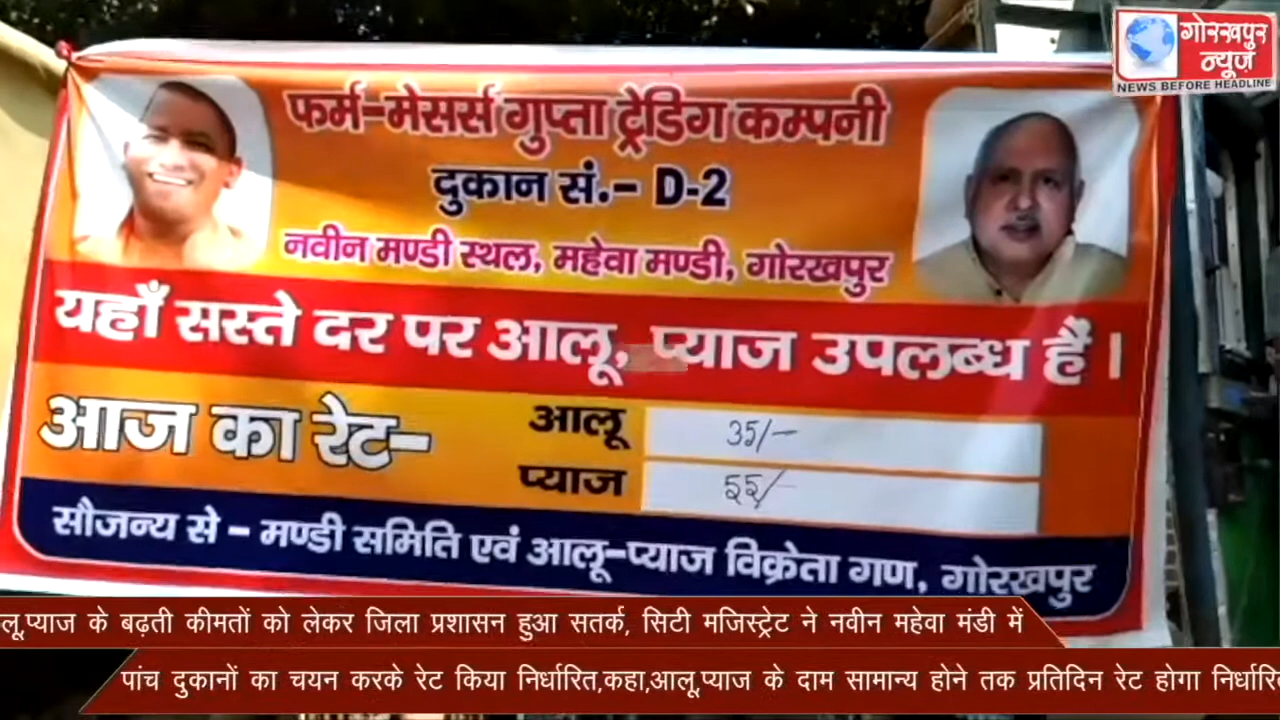 गोरखपुर
न्यूज़
NEWS BEFORE HEADLINE
फर्म-मेसर्स गुप्ता ट्रेडिंग कम्पनी
दुकान सं.- D-2
नवीन मण्डी स्थल, महेवा मण्डी, गोरखपुर
यहाँ सस्ते दर पर आलू, प्याज उपलब्ध हैं।
आज का रेट-
आलू 35/-
प्याज ५५/-
सौजन्य से - मण्डी समिति एवं आलू-प्याज विक्रेता गण, गोरखपुर
लू,प्याज के बढ़ती कीमतों को लेकर जिला प्रशासन हुआ सतर्क, सिटी मजिस्ट्रेट ने नवीन महेवा मंडी में
पांच दुकानों का चयन करके रेट किया निर्धारित,कहा,आलू,प्याज के दाम सामान्य होने तक प्रतिदिन रेट होगा निर्धारित